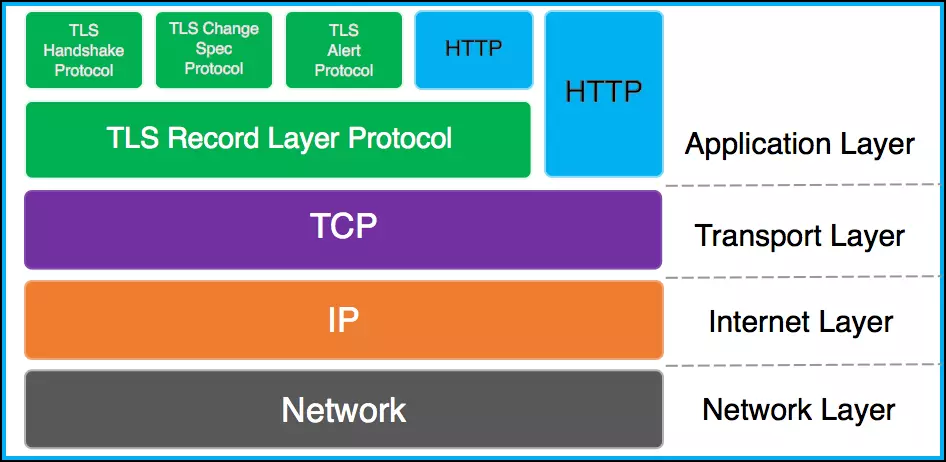 TLS
Handshake
Protocol
TLS Change
Spec
Protocol
TLS
Alert
Protocol
HTTP
HTTP
TLS Record Layer Protocol
Application Layer
TCP
Transport Layer
IP
Internet Layer
Network
Network Layer